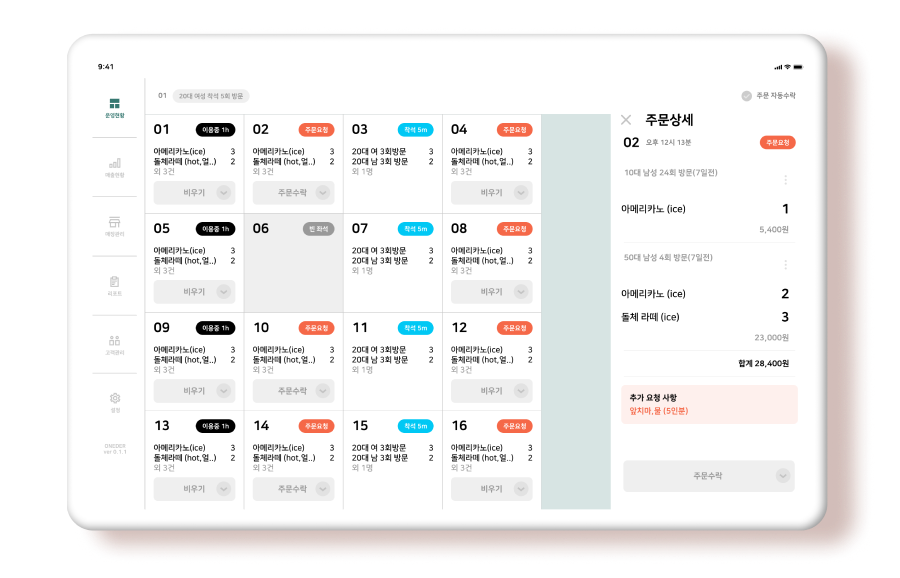 9:41
운영현황
매출현황
매장관리
리포트
고객관리
설정
ONEORDER
ver 0.1.1
01 20대 여성 착석 5회 방문
주문 자동수락
01 이용중 1h
아메리카노(ice) 3
돌체라떼 (hot,얼..) 2
외 3건
비우기
02 주문요청
아메리카노(ice) 3
돌체라떼 (hot,얼..) 2
외 3건
주문수락
03 착석 5m
20대 여 3회방문 3
20대 남 3회 방문 2
외 1명
04 주문요청
아메리카노(ice) 3
돌체라떼 (hot,얼..) 2
외 3건
비우기
05 이용중 1h
아메리카노(ice) 3
돌체라떼 (hot,얼..) 2
외 3건
비우기
06 빈 좌석
07 착석 5m
20대 여 3회방문 3
20대 남 3회 방문 2
외 1명
08 주문요청
아메리카노(ice) 3
돌체라떼 (hot,얼..) 2
외 3건
비우기
09 이용중 1h
아메리카노(ice) 3
돌체라떼 (hot,얼..) 2
외 3건
비우기
10 주문요청
아메리카노(ice) 3
돌체라떼 (hot,얼..) 2
외 3건
주문수락
11 착석 5m
20대 여 3회방문 3
20대 남 3회 방문 2
외 1명
12 주문요청
아메리카노(ice) 3
돌체라떼 (hot,얼..) 2
외 3건
비우기
13 이용중 1h
아메리카노(ice) 3
돌체라떼 (hot,얼..) 2
외 3건
비우기
14 주문요청
아메리카노(ice) 3
돌체라떼 (hot,얼..) 2
외 3건
주문수락
15 착석 5m
20대 여 3회방문 3
20대 남 3회 방문 2
외 1명
16 주문요청
아메리카노(ice) 3
돌체라떼 (hot,얼..) 2
외 3건
비우기
주문상세
02 오후 12시 13분 주문요청
10대 남성 24회 방문(7일전)
아메리카노 (ice) 1
5,400원
50대 남성 4회 방문(7일전)
아메리카노 (ice) 2
돌체 라떼 (ice) 3
23,000원
합계 28,400원
추가 요청 사항
앞치마,물 (5인분)
주문수락